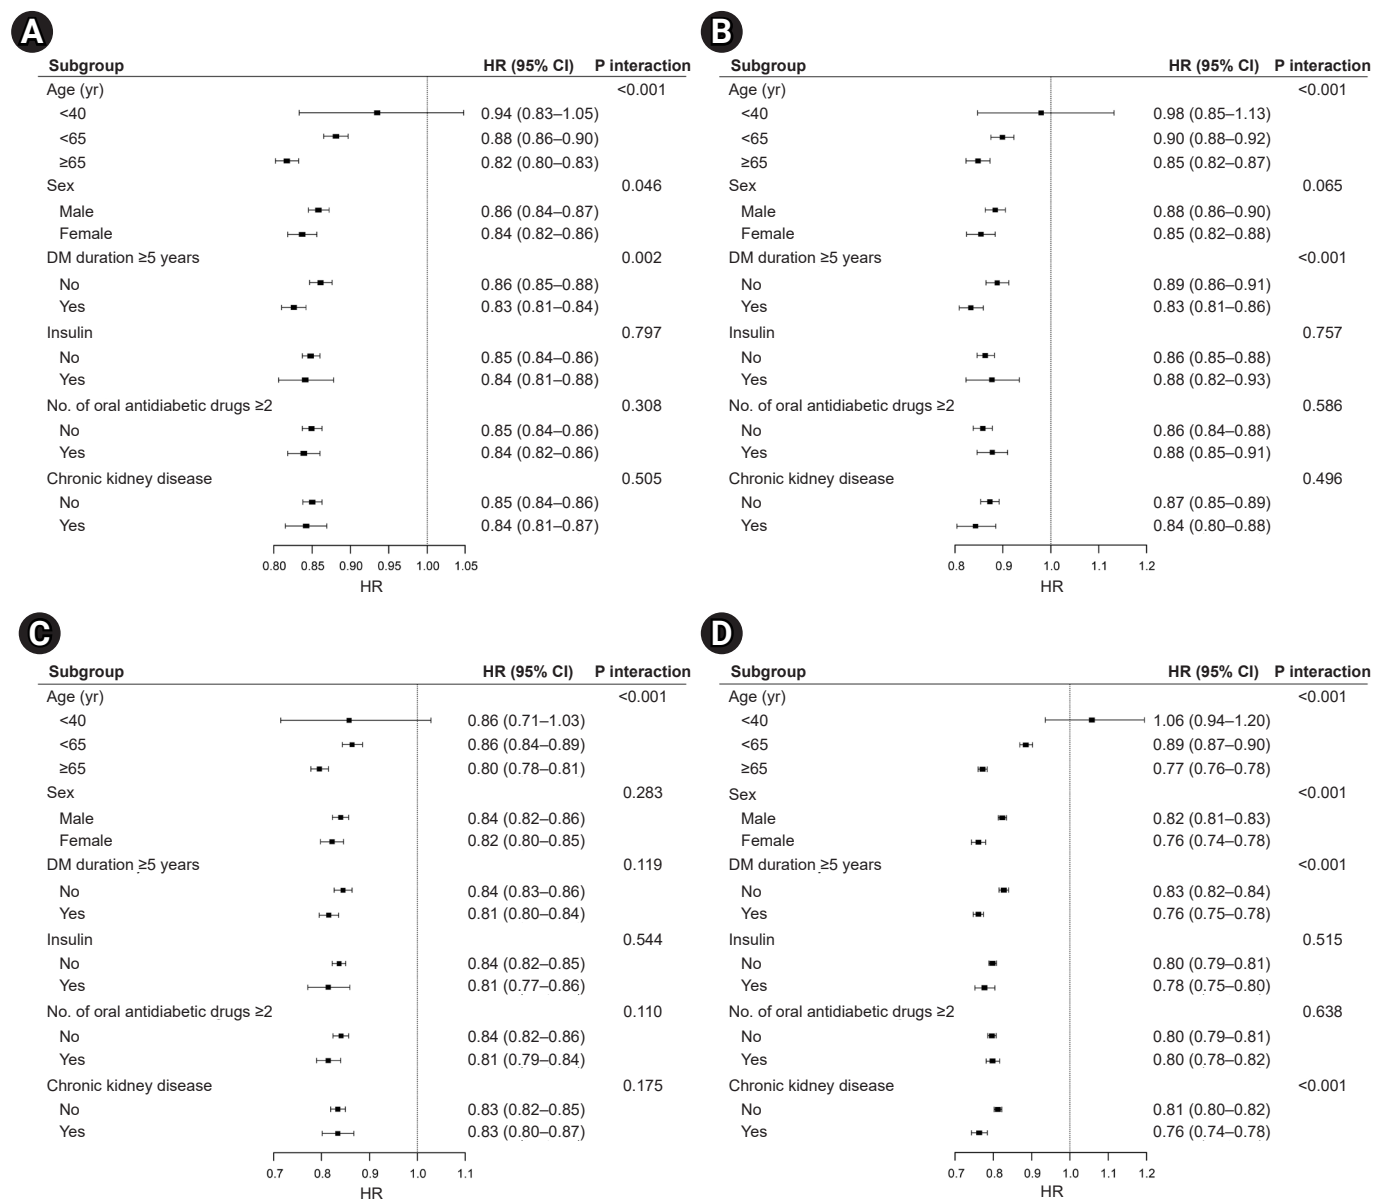 A
Subgroup HR (95% CI) P interaction
Age (yr) <0.001
<40 0.94 (0.83–1.05)
<65 0.88 (0.86–0.90)
≥65 0.82 (0.80–0.83)
Sex 0.046
Male 0.86 (0.84–0.87)
Female 0.84 (0.82–0.86)
DM duration ≥5 years 0.002
No 0.86 (0.85–0.88)
Yes 0.83 (0.81–0.84)
Insulin 0.797
No 0.85 (0.84–0.86)
Yes 0.84 (0.81–0.88)
No. of oral antidiabetic drugs ≥2 0.308
No 0.85 (0.84–0.86)
Yes 0.84 (0.82–0.86)
Chronic kidney disease 0.505
No 0.85 (0.84–0.86)
Yes 0.84 (0.81–0.87)
0.80 0.85 0.90 0.95 1.00 1.05
HR
B
Subgroup HR (95% CI) P interaction
Age (yr) <0.001
<40 0.98 (0.85–1.13)
<65 0.90 (0.88–0.92)
≥65 0.85 (0.82–0.87)
Sex 0.065
Male 0.88 (0.86–0.90)
Female 0.85 (0.82–0.88)
DM duration ≥5 years <0.001
No 0.89 (0.86–0.91)
Yes 0.83 (0.81–0.86)
Insulin 0.757
No 0.86 (0.85–0.88)
Yes 0.88 (0.82–0.93)
No. of oral antidiabetic drugs ≥2 0.586
No 0.86 (0.84–0.88)
Yes 0.88 (0.85–0.91)
Chronic kidney disease 0.496
No 0.87 (0.85–0.89)
Yes 0.84 (0.80–0.88)
0.8 0.9 1.0 1.1 1.2
HR
C
Subgroup HR (95% CI) P interaction
Age (yr) <0.001
<40 0.86 (0.71–1.03)
<65 0.86 (0.84–0.89)
≥65 0.80 (0.78–0.81)
Sex 0.283
Male 0.84 (0.82–0.86)
Female 0.82 (0.80–0.85)
DM duration ≥5 years 0.119
No 0.84 (0.83–0.86)
Yes 0.81 (0.80–0.84)
Insulin 0.544
No 0.84 (0.82–0.85)
Yes 0.81 (0.77–0.86)
No. of oral antidiabetic drugs ≥2 0.110
No 0.84 (0.82–0.86)
Yes 0.81 (0.79–0.84)
Chronic kidney disease 0.175
No 0.83 (0.82–0.85)
Yes 0.83 (0.80–0.87)
0.7 0.8 0.9 1.0 1.1
HR
D
Subgroup HR (95% CI) P interaction
Age (yr) <0.001
<40 1.06 (0.94–1.20)
<65 0.89 (0.87–0.90)
≥65 0.77 (0.76–0.78)
Sex <0.001
Male 0.82 (0.81–0.83)
Female 0.76 (0.74–0.78)
DM duration ≥5 years <0.001
No 0.83 (0.82–0.84)
Yes 0.76 (0.75–0.78)
Insulin 0.515
No 0.80 (0.79–0.81)
Yes 0.78 (0.75–0.80)
No. of oral antidiabetic drugs ≥2 0.638
No 0.80 (0.79–0.81)
Yes 0.80 (0.78–0.82)
Chronic kidney disease <0.001
No 0.81 (0.80–0.82)
Yes 0.76 (0.74–0.78)
0.7 0.8 0.9 1.0 1.1 1.2
HR